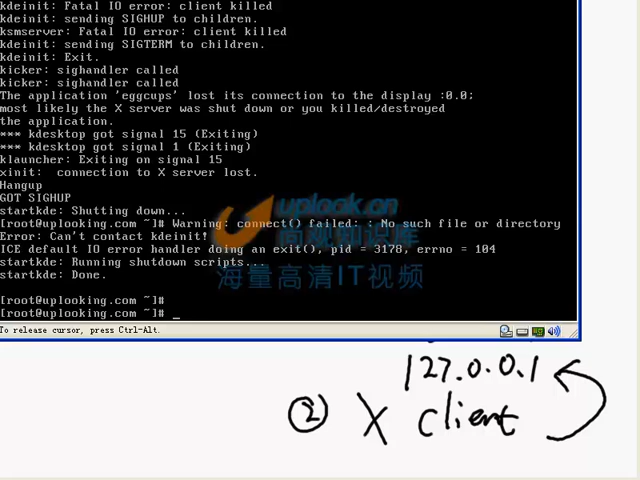 kdeinit: Fatal IO error: client killed
kdeinit: sending SIGHUP to children.
ksmserver: Fatal IO error: client killed
kdeinit: sending SIGTERM to children.
kdeinit: Exit.
kicker: sighandler called
kicker: sighandler called
The application 'eggcups' lost its connection to the display :0.0;
most likely the X server was shut down or you killed/destroyed
the application.
*** kdesktop got signal 15 (Exiting)
*** kdesktop got signal 1 (Exiting)
klauncher: Exiting on signal 15
xinit:  connection to X server lost.
Hangup
GOT SIGHUP
startkde: Shutting down...
[root@uplooking.com ~]# Warning: connect() failed: : No such file or directory
Error: Can't contact kdeinit!
ICE default IO error handler doing an exit(), pid = 3178, errno = 104
startkde: Running shutdown scripts...
startkde: Done.
[root@uplooking.com ~]#
[root@uplooking.com ~]# _
uplook.cn
尚观知识库
海量高清IT视频
To release cursor, press Ctrl-Alt.
127.0.0.1
② X client